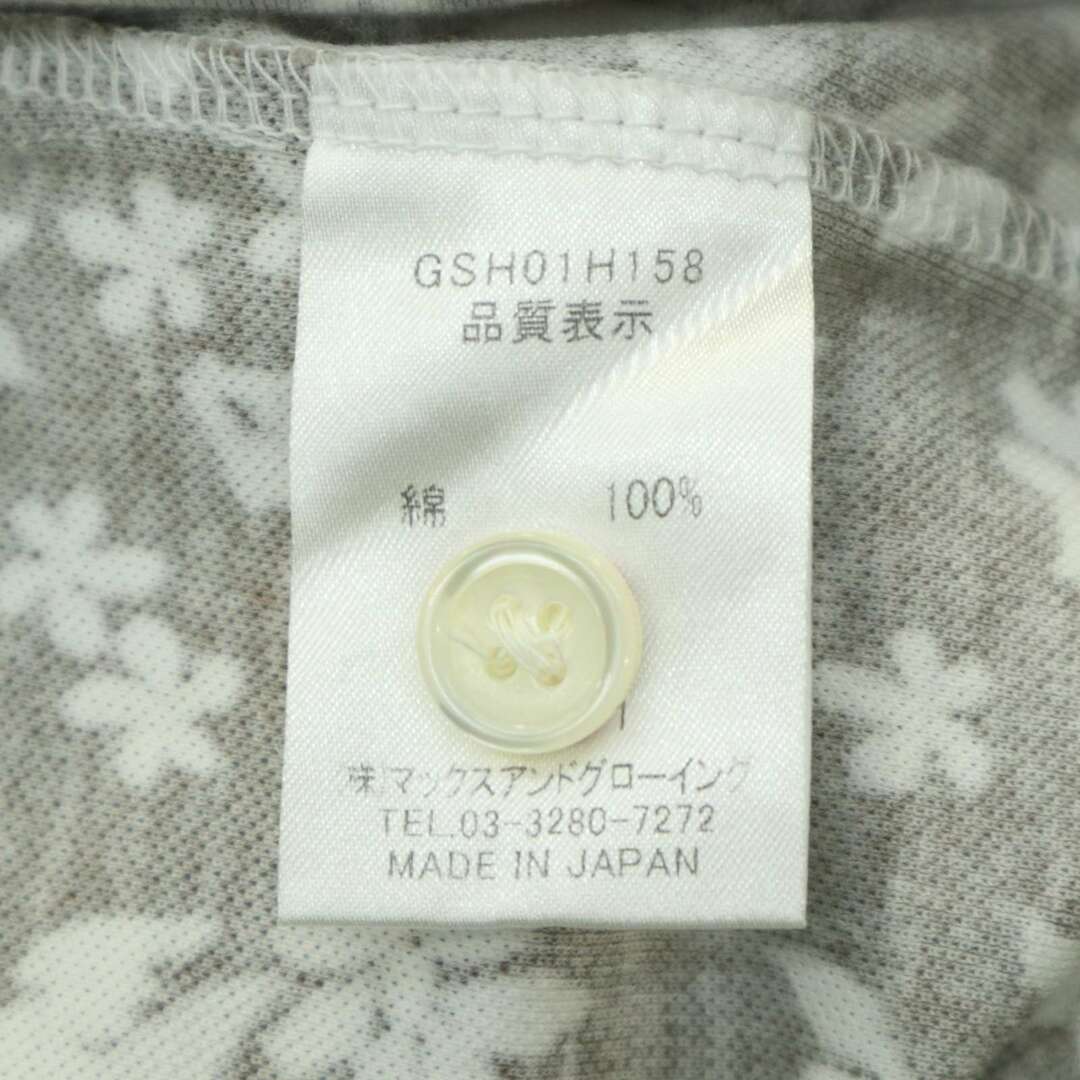 GSH01H158
品質表示
綿 100%
マックスアンドグローイング
TEL.03-3280-7272
MADE IN JAPAN